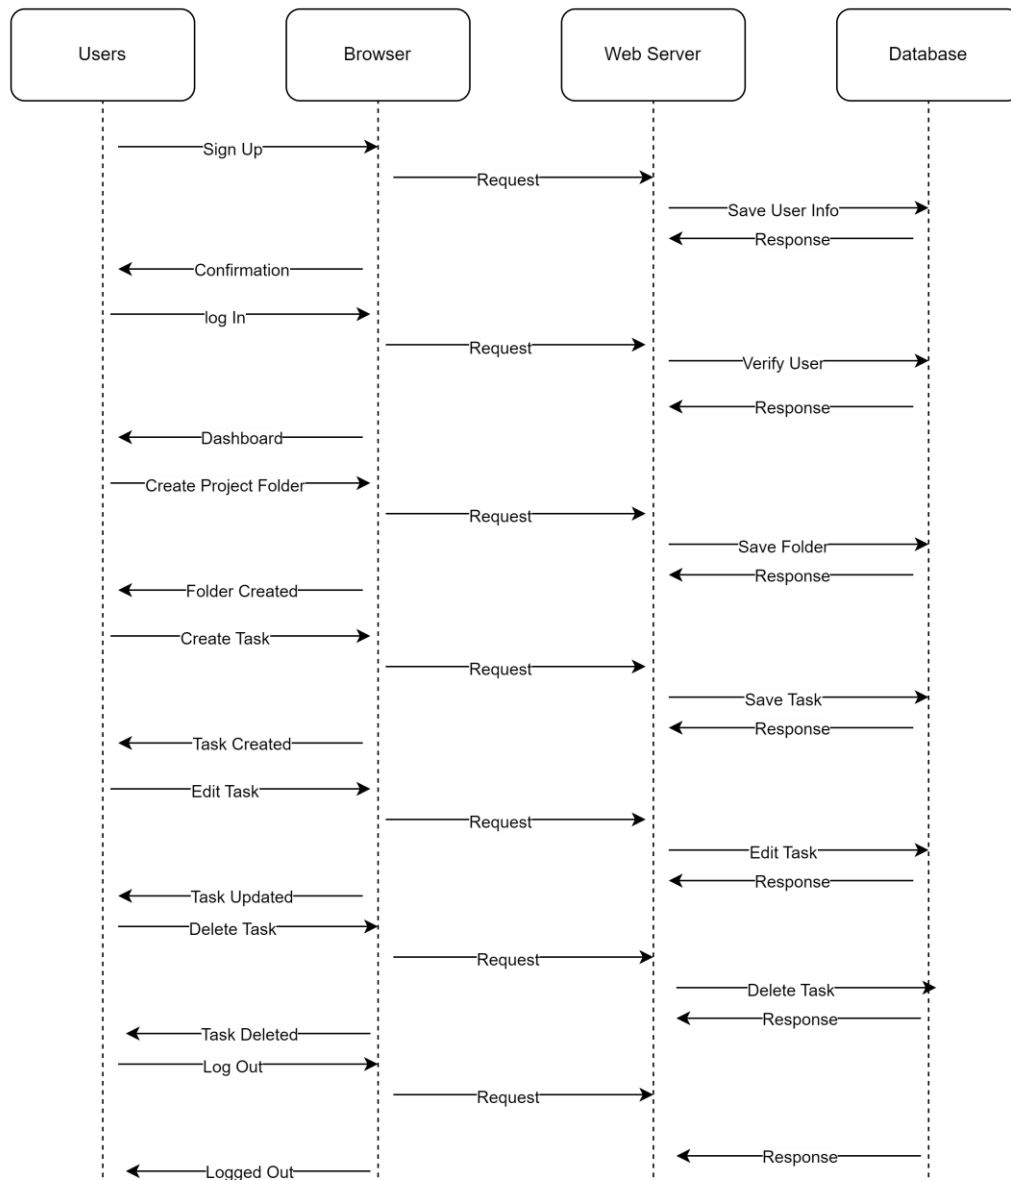 Users
Browser
Web Server
Database
Sign Up
Request
Save User Info
Response
Confirmation
log In
Request
Verify User
Response
Dashboard
Create Project Folder
Request
Save Folder
Response
Folder Created
Create Task
Request
Save Task
Response
Task Created
Edit Task
Request
Edit Task
Response
Task Updated
Delete Task
Request
Delete Task
Response
Task Deleted
Log Out
Request
Response
Logged Out